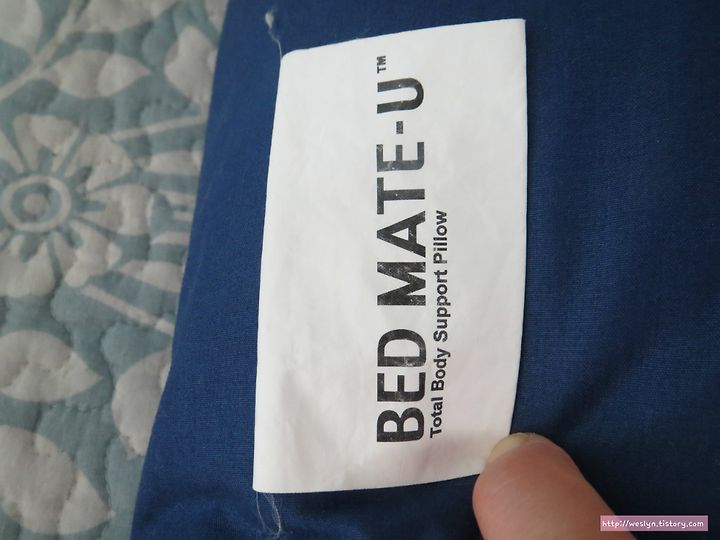 BED MATE-U™
Total Body Support Pillow
http://weslyn.tistory.com